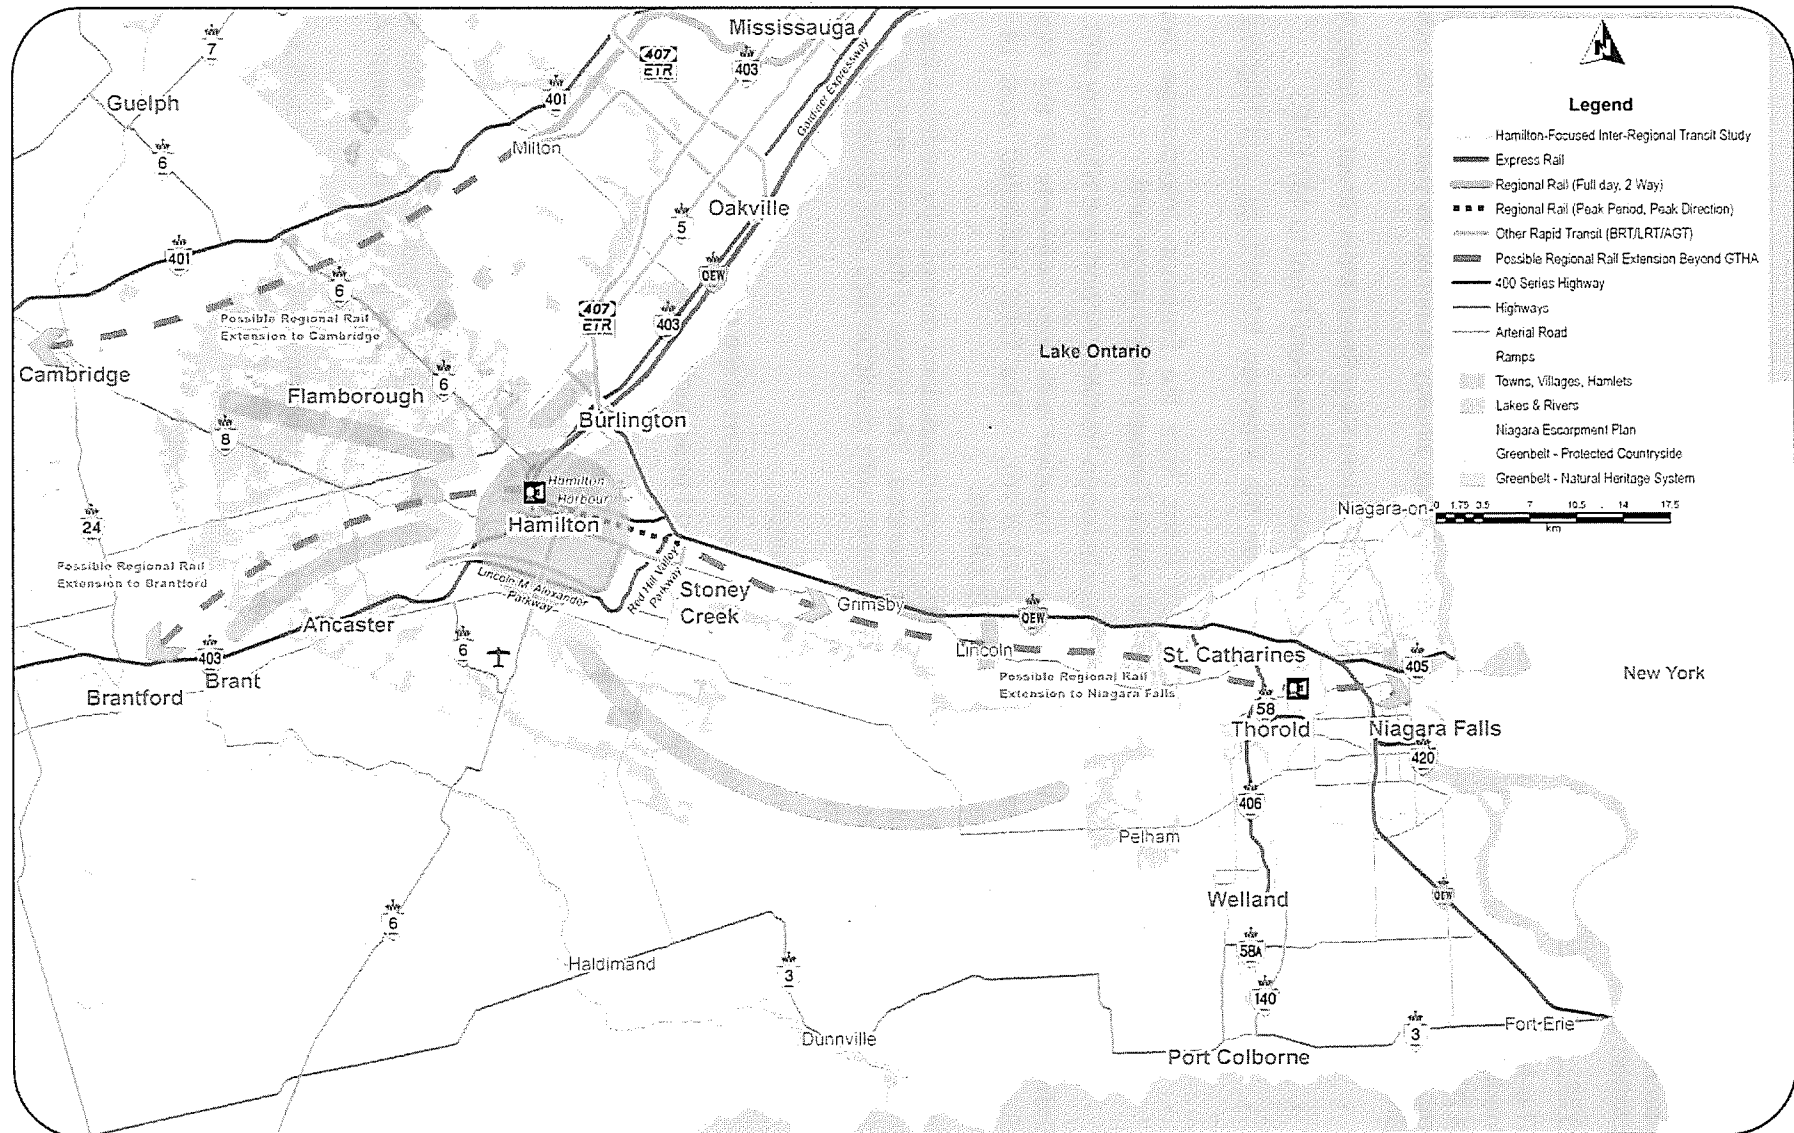 Mississauga
407
ETR
403
7
Guelph
401
6
Milton
Gardiner Expressway
Oakville
5
QEW
401
6
407
ETR
403
Possible Regional Rail
Extension to Cambridge
Cambridge
6
Flamborough
Burlington
8
Lake Ontario
Hamilton
Harbour
Hamilton
24
Possible Regional Rail
Extension to Brantford
Lincoln M. Alexander
Parkway
Red Hill Valley
Parkway
Stoney
Creek
Grimsby
QEW
Ancaster
6
403
Brant
Brantford
Lincoln
Possible Regional Rail
Extension to Niagara Falls
St. Catharines
405
New York
58
Thorold
Niagara Falls
420
406
Pelham
Welland
QEW
6
Haldimand
3
58A
140
Dunnville
Port Colborne
3
Fort-Erie
Niagara-on-
N
Legend
Hamilton-Focused Inter-Regional Transit Study
Express Rail
Regional Rail (Full day, 2 Way)
Regional Rail (Peak Period, Peak Direction)
Other Rapid Transit (BRT/LRT/AGT)
Possible Regional Rail Extension Beyond GTHA
400 Series Highway
Highways
Arterial Road
Ramps
Towns, Villages, Hamlets
Lakes & Rivers
Niagara Escarpment Plan
Greenbelt - Protected Countryside
Greenbelt - Natural Heritage System
0 1.75 3.5 7 10.5 14 17.5
km